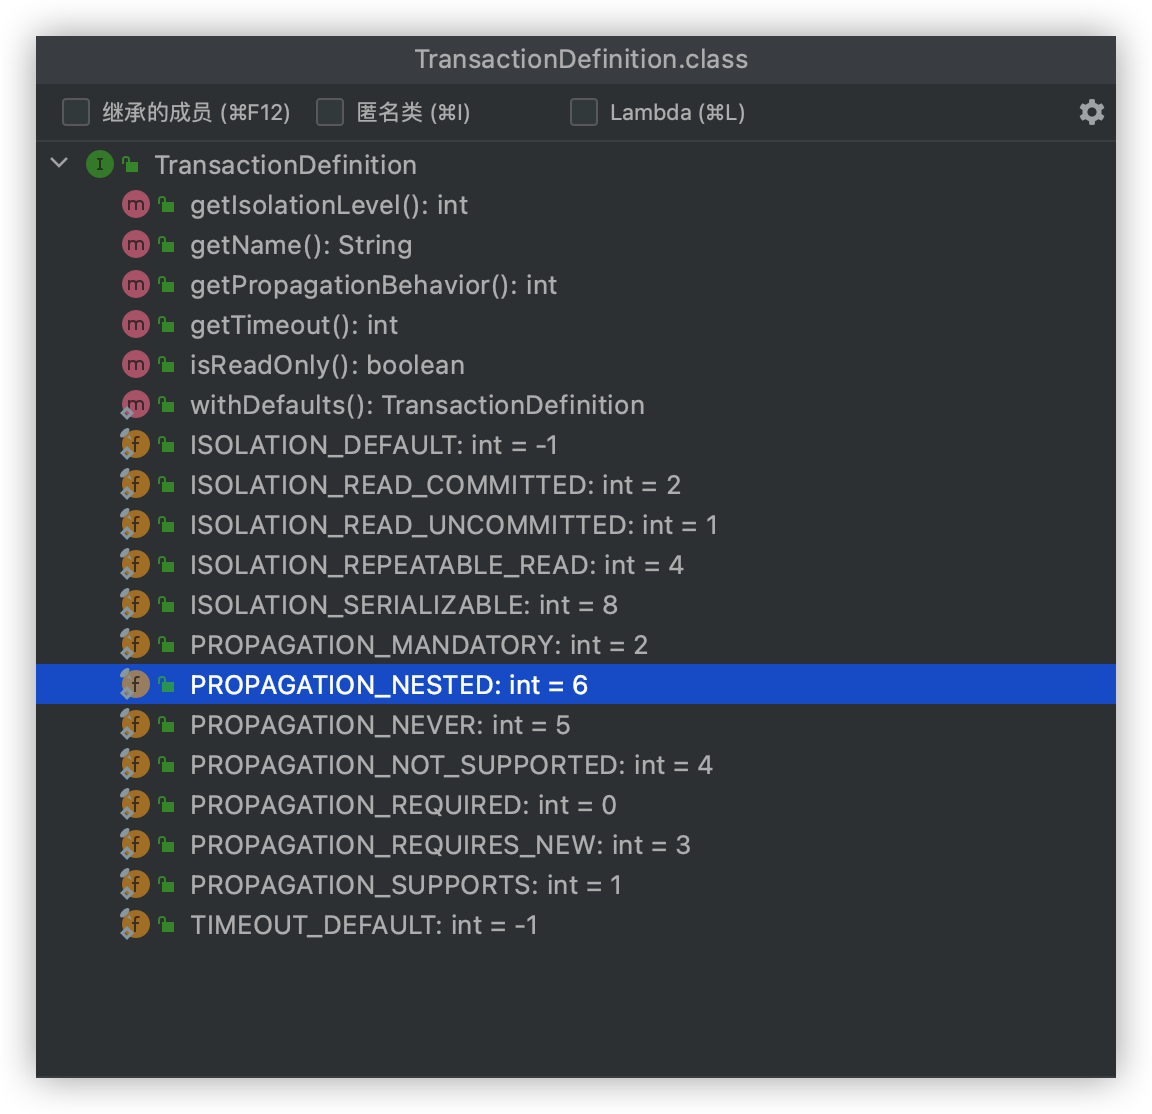 TransactionDefinition.class
继承的成员 (⌘F12) 匿名类 (⌘I) Lambda (⌘L)
I TransactionDefinition
m getIsolationLevel(): int
m getName(): String
m getPropagationBehavior(): int
m getTimeout(): int
m isReadOnly(): boolean
m withDefaults(): TransactionDefinition
f ISOLATION_DEFAULT: int = -1
f ISOLATION_READ_COMMITTED: int = 2
f ISOLATION_READ_UNCOMMITTED: int = 1
f ISOLATION_REPEATABLE_READ: int = 4
f ISOLATION_SERIALIZABLE: int = 8
f PROPAGATION_MANDATORY: int = 2
f PROPAGATION_NESTED: int = 6
f PROPAGATION_NEVER: int = 5
f PROPAGATION_NOT_SUPPORTED: int = 4
f PROPAGATION_REQUIRED: int = 0
f PROPAGATION_REQUIRES_NEW: int = 3
f PROPAGATION_SUPPORTS: int = 1
f TIMEOUT_DEFAULT: int = -1